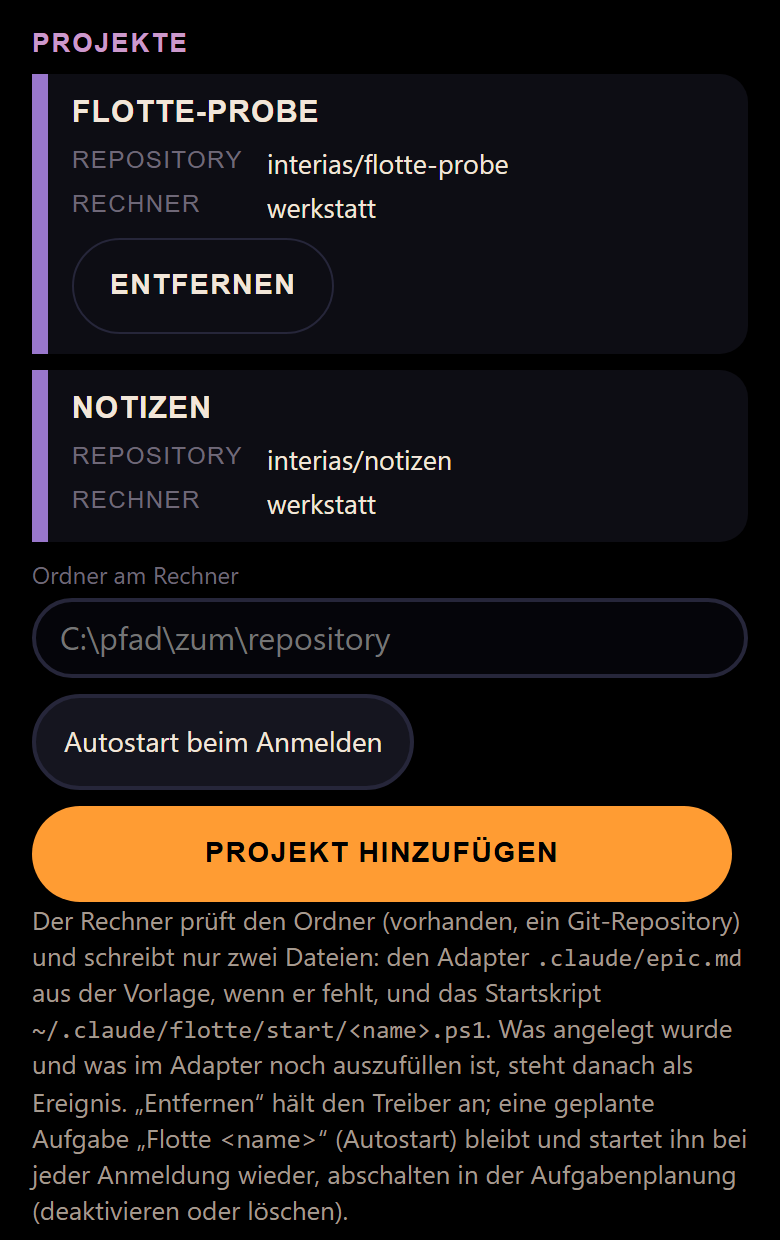 PROJEKTE
FLOTTE-PROBE
REPOSITORY interias/flotte-probe
RECHNER werkstatt
ENTFERNEN
NOTIZEN
REPOSITORY interias/notizen
RECHNER werkstatt
Ordner am Rechner
C:\pfad\zum\repository
Autostart beim Anmelden
PROJEKT HINZUFÜGEN
Der Rechner prüft den Ordner (vorhanden, ein Git-Repository)
und schreibt nur zwei Dateien: den Adapter .claude/epic.md
aus der Vorlage, wenn er fehlt, und das Startskript
~/.claude/flotte/start/<name>.ps1. Was angelegt wurde
und was im Adapter noch auszufüllen ist, steht danach als
Ereignis. „Entfernen“ hält den Treiber an; eine geplante
Aufgabe „Flotte <name>“ (Autostart) bleibt und startet ihn bei
jeder Anmeldung wieder, abschalten in der Aufgabenplanung
(deaktivieren oder löschen).